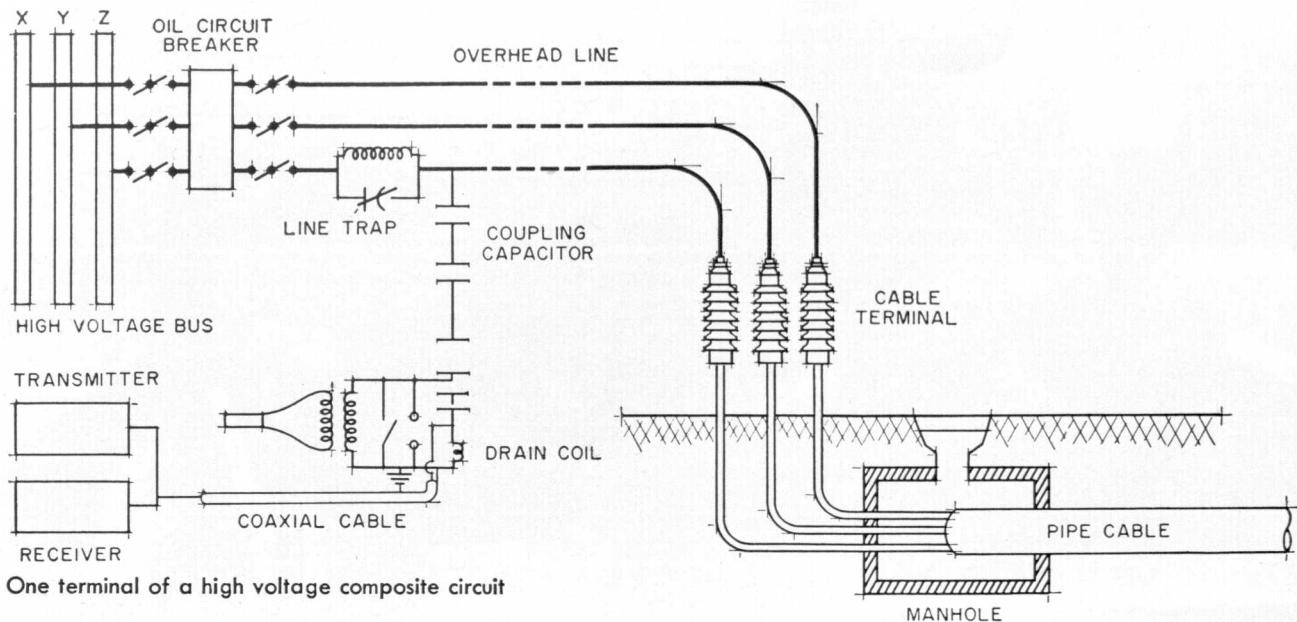 X Y Z
OIL CIRCUIT
BREAKER
OVERHEAD LINE
LINE TRAP
COUPLING
CAPACITOR
CABLE
TERMINAL
HIGH VOLTAGE BUS
TRANSMITTER
DRAIN COIL
COAXIAL CABLE
RECEIVER
PIPE CABLE
MANHOLE
One terminal of a high voltage composite circuit